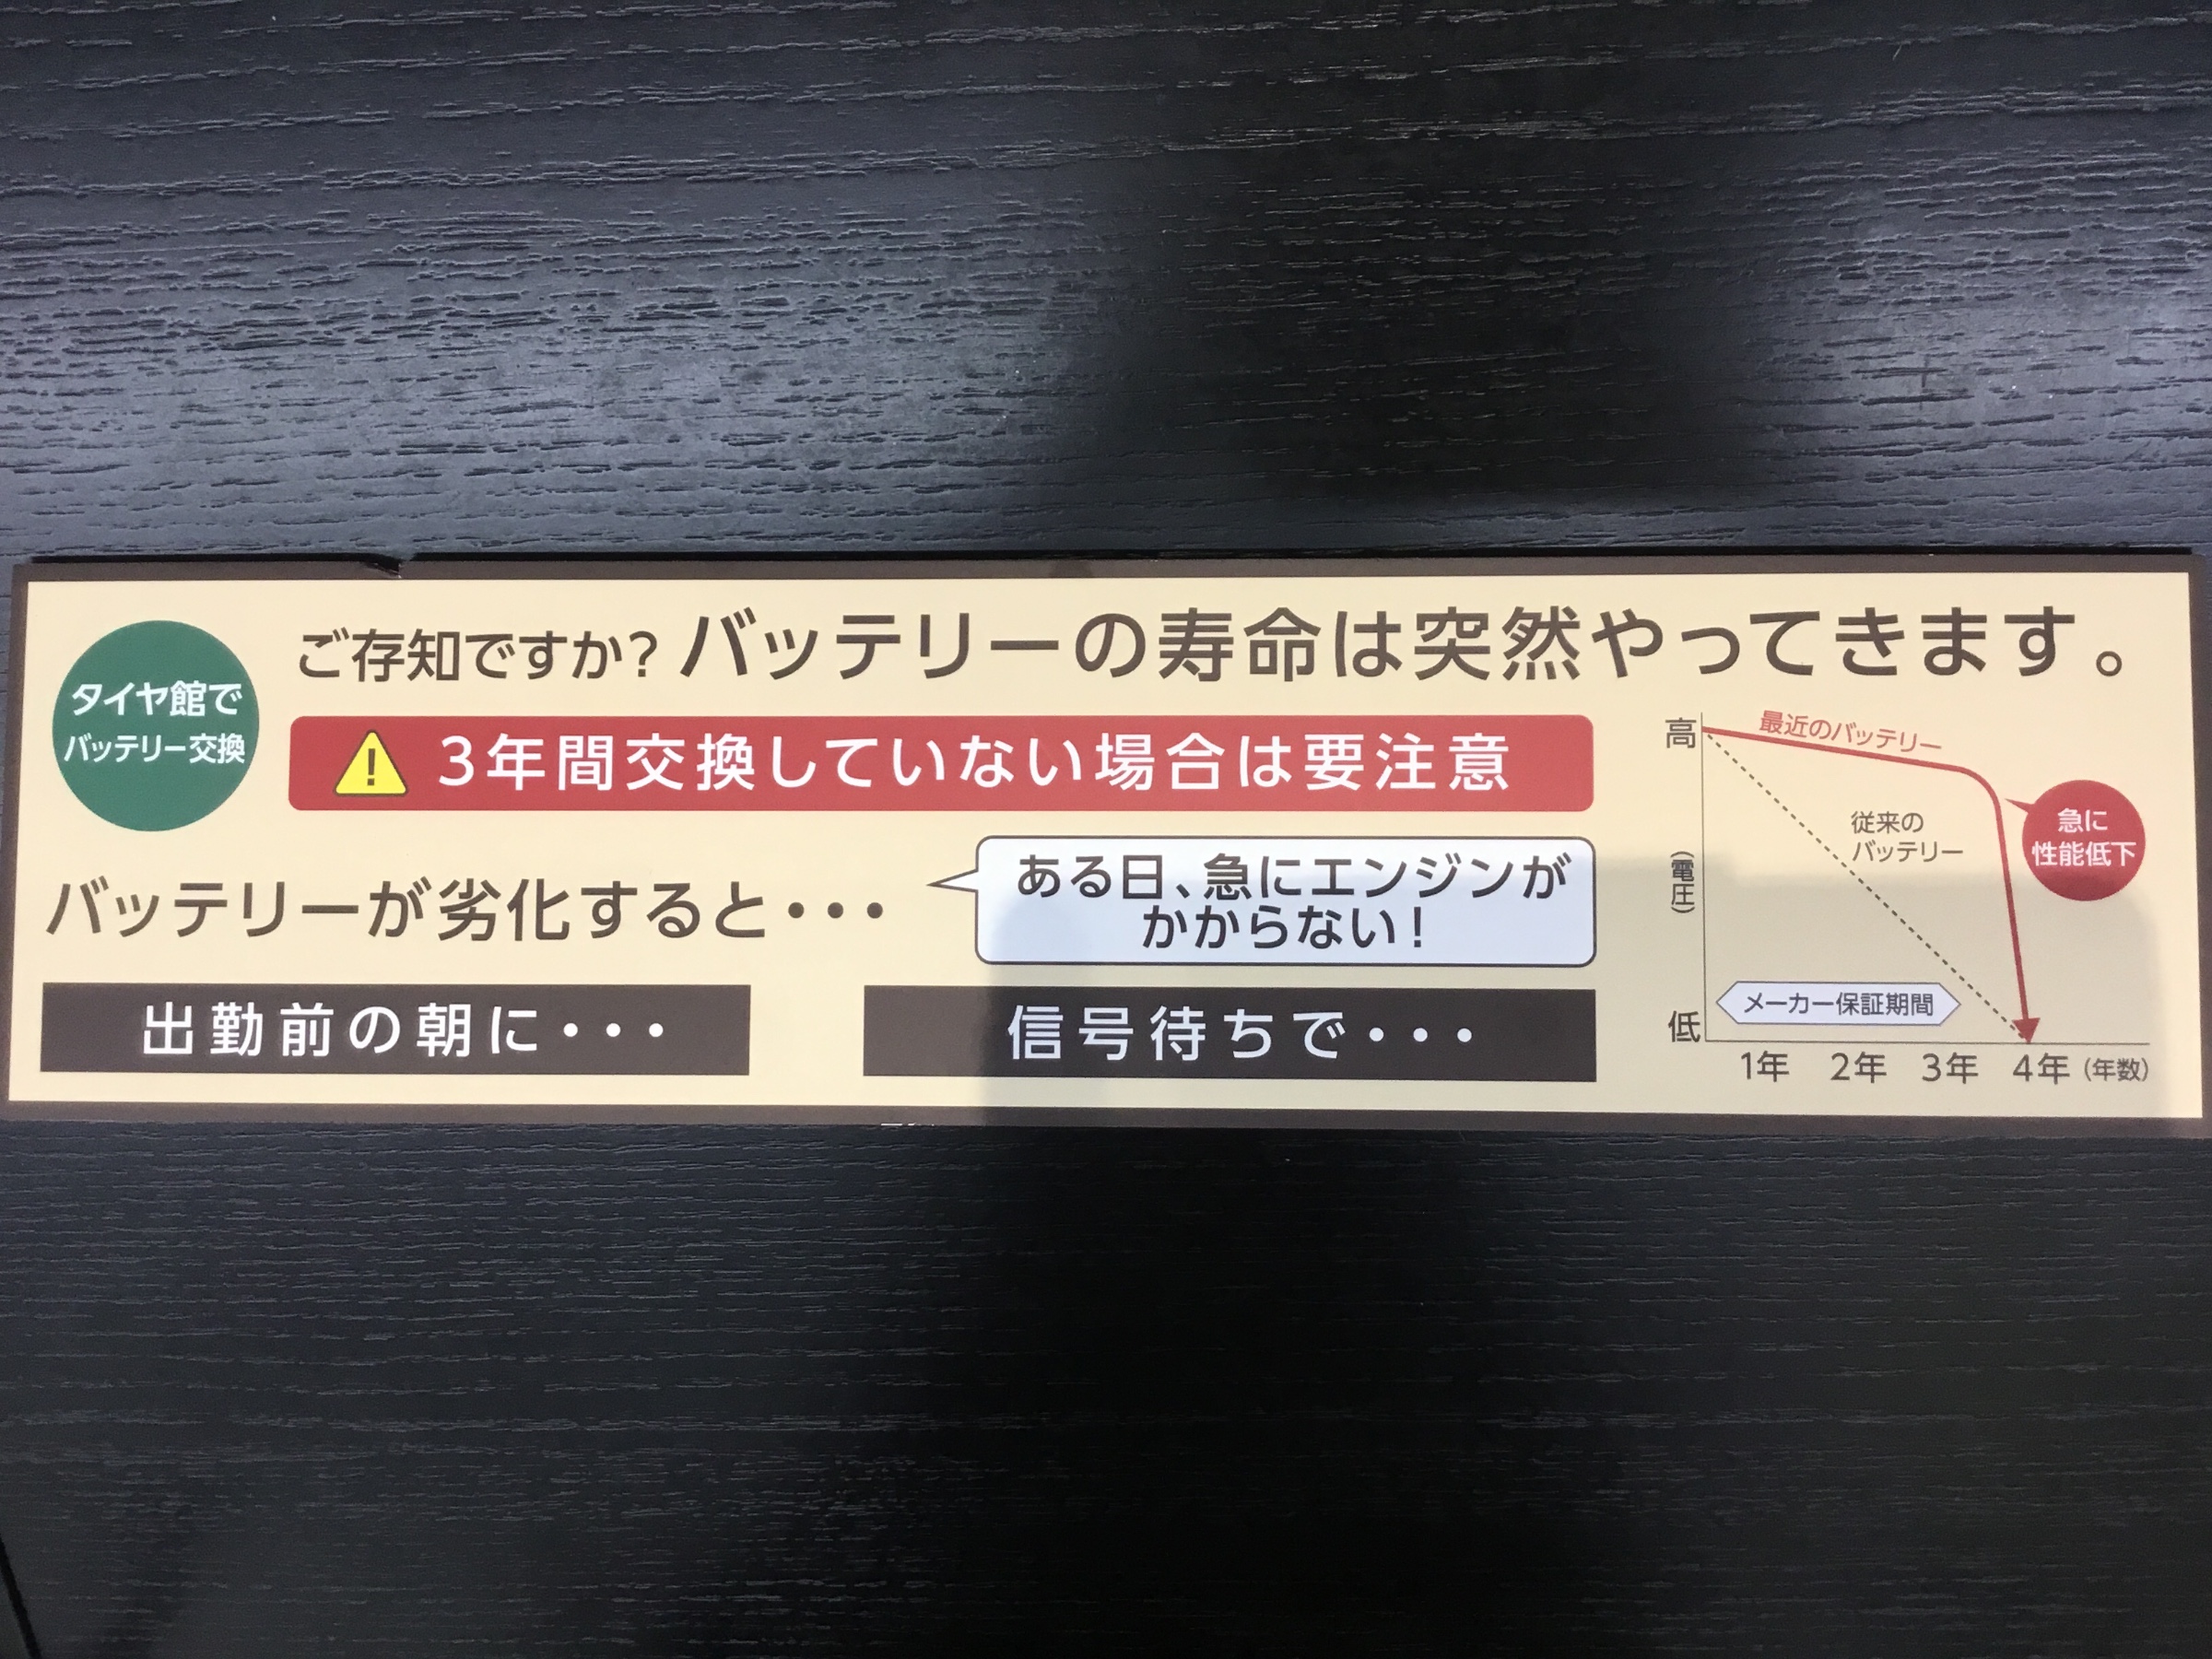 タイヤ館で
バッテリー交換
ご存知ですか? バッテリーの寿命は突然やってきます。
! 3年間交換していない場合は要注意
バッテリーが劣化すると・・・
ある日、急にエンジンが
かからない!
出勤前の朝に・・・
信号待ちで・・・
高
最近のバッテリー
従来の
バッテリー
急に
性能低下
(電圧)
メーカー保証期間
低
1年 2年 3年 4年 (年数)